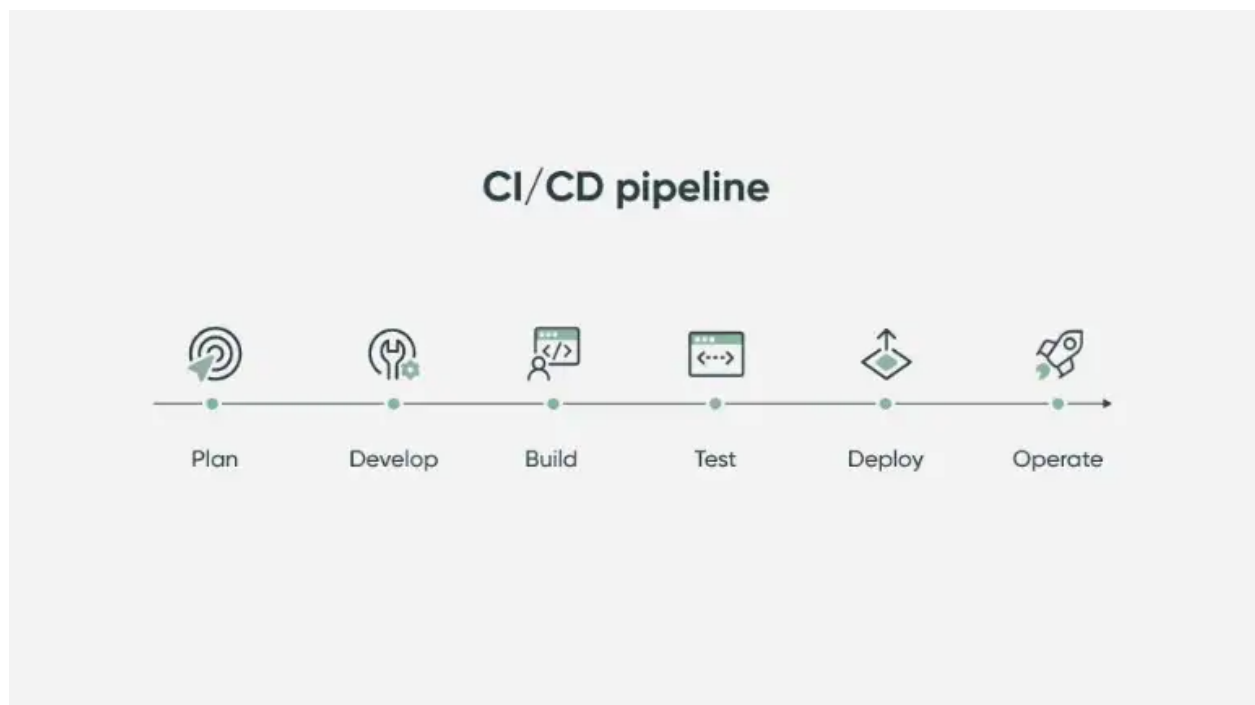 CI/CD pipeline
Plan
Develop
Build
Test
Deploy
Operate